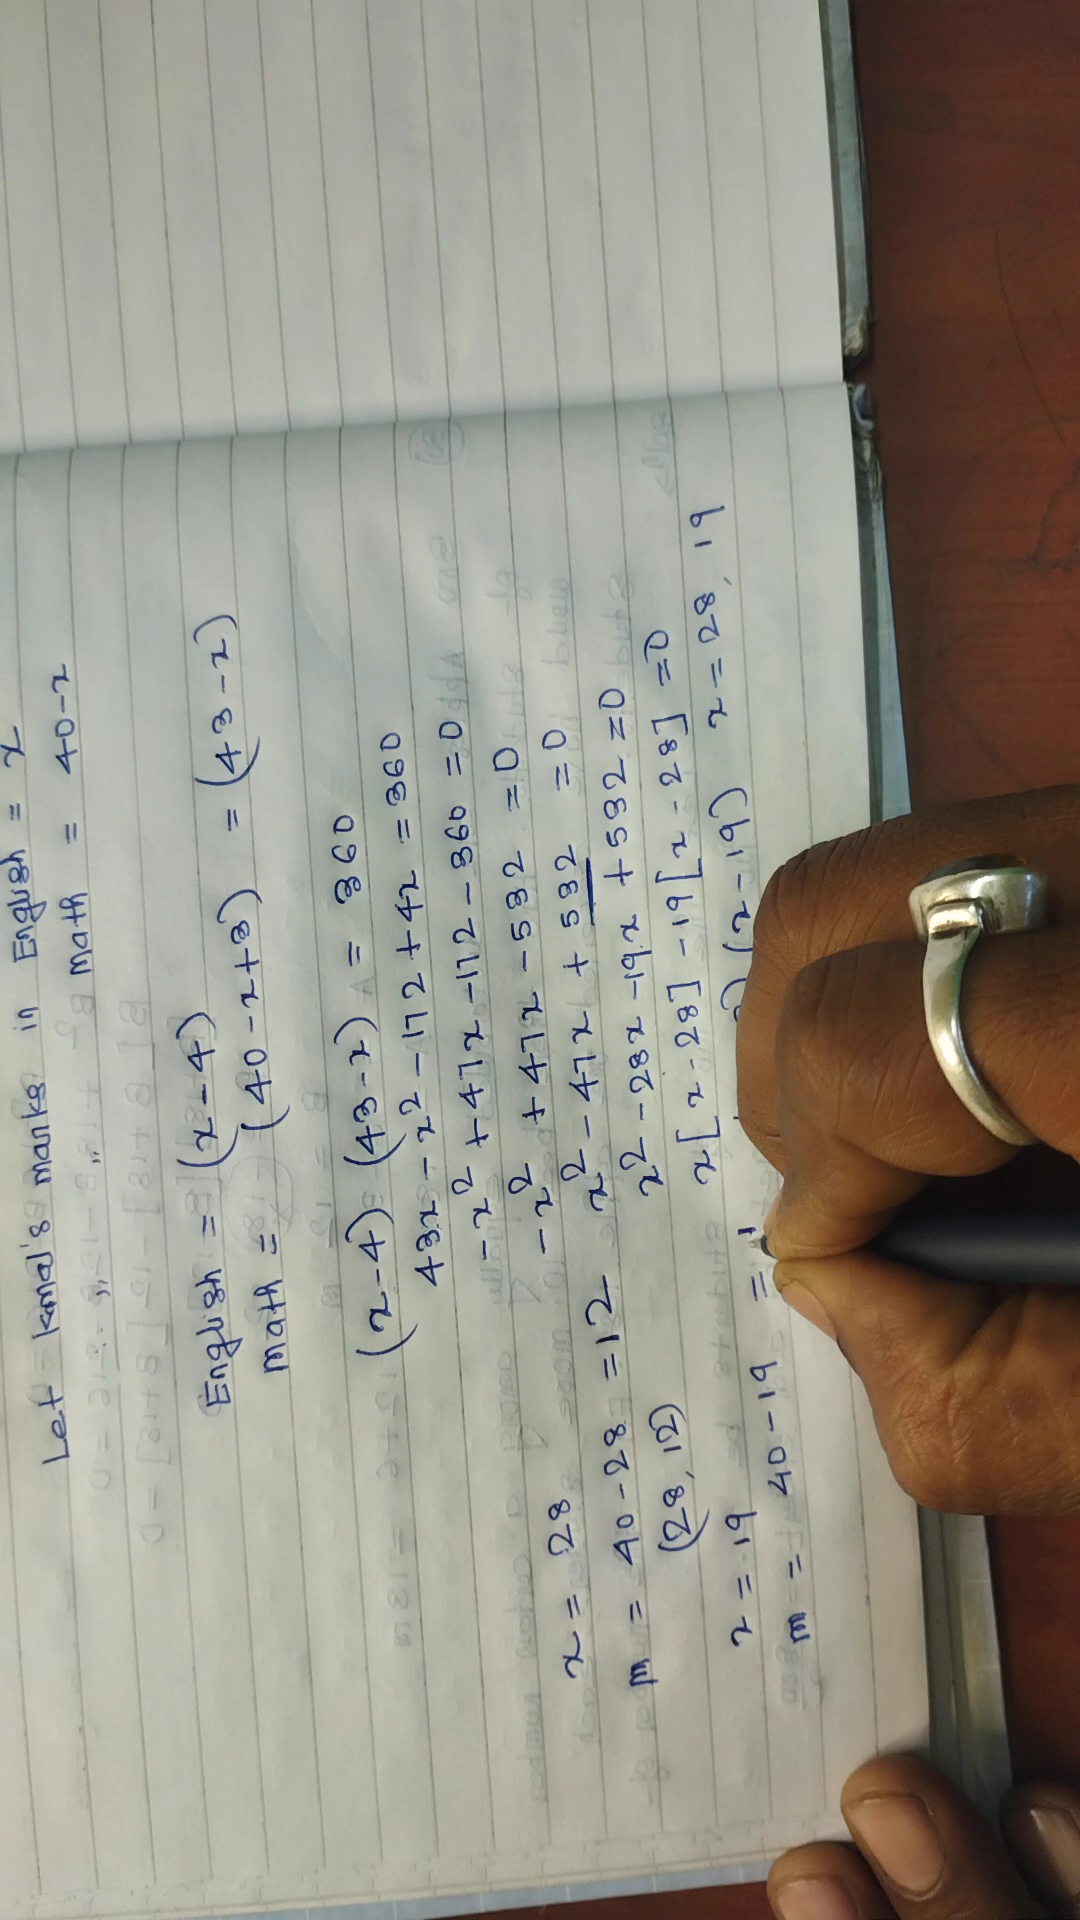 Let kmal's marks in English = x
" " " Math = 40-x
English = (x-4)
Math = (40-x+3) = (43-x)
(x-4) (43-x) = 360
43x - x2 - 172 + 4x = 360
-x2 + 47x - 172 - 360 = 0
-x2 + 47x - 532 = 0
x2 - 47x + 532 = 0
x2 - 28x - 19x + 532 = 0
x[x-28] - 19[x-28] = 0
(x-19) x = 28, 19
x = 28
m = 40-28 = 12
(28, 12)
x = 19
m = 40-19 =